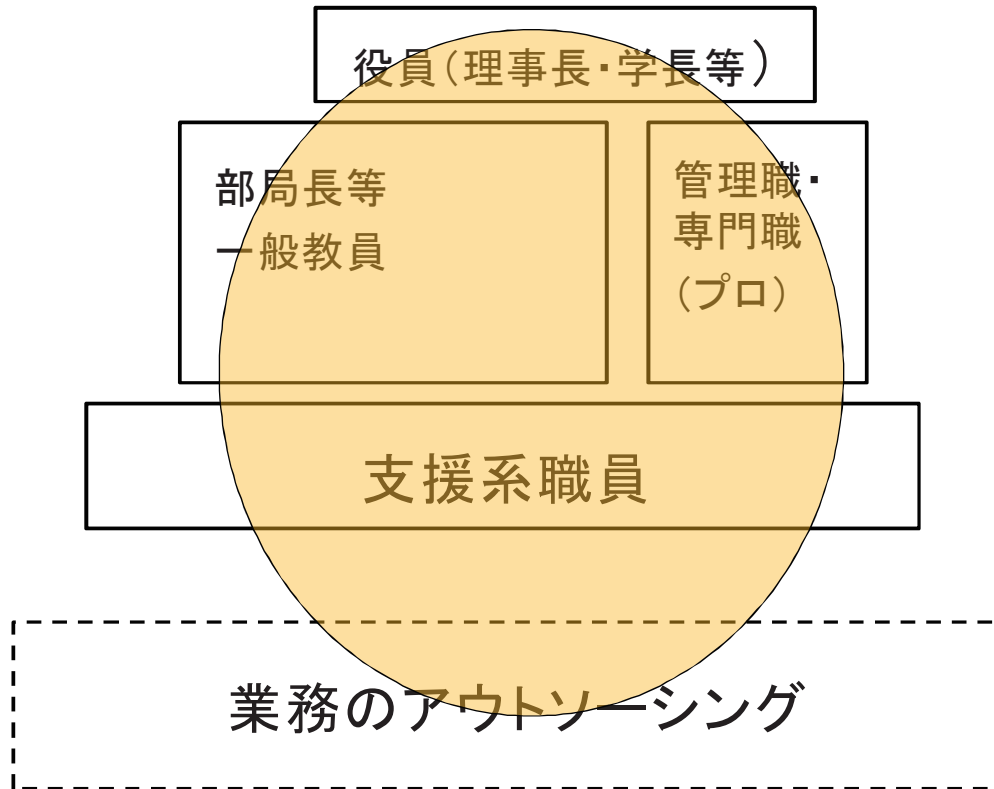 役員(理事長・学長等)
部局長等
一般教員
管理職・
専門職
(プロ)
支援系職員
業務のアウトソーシング